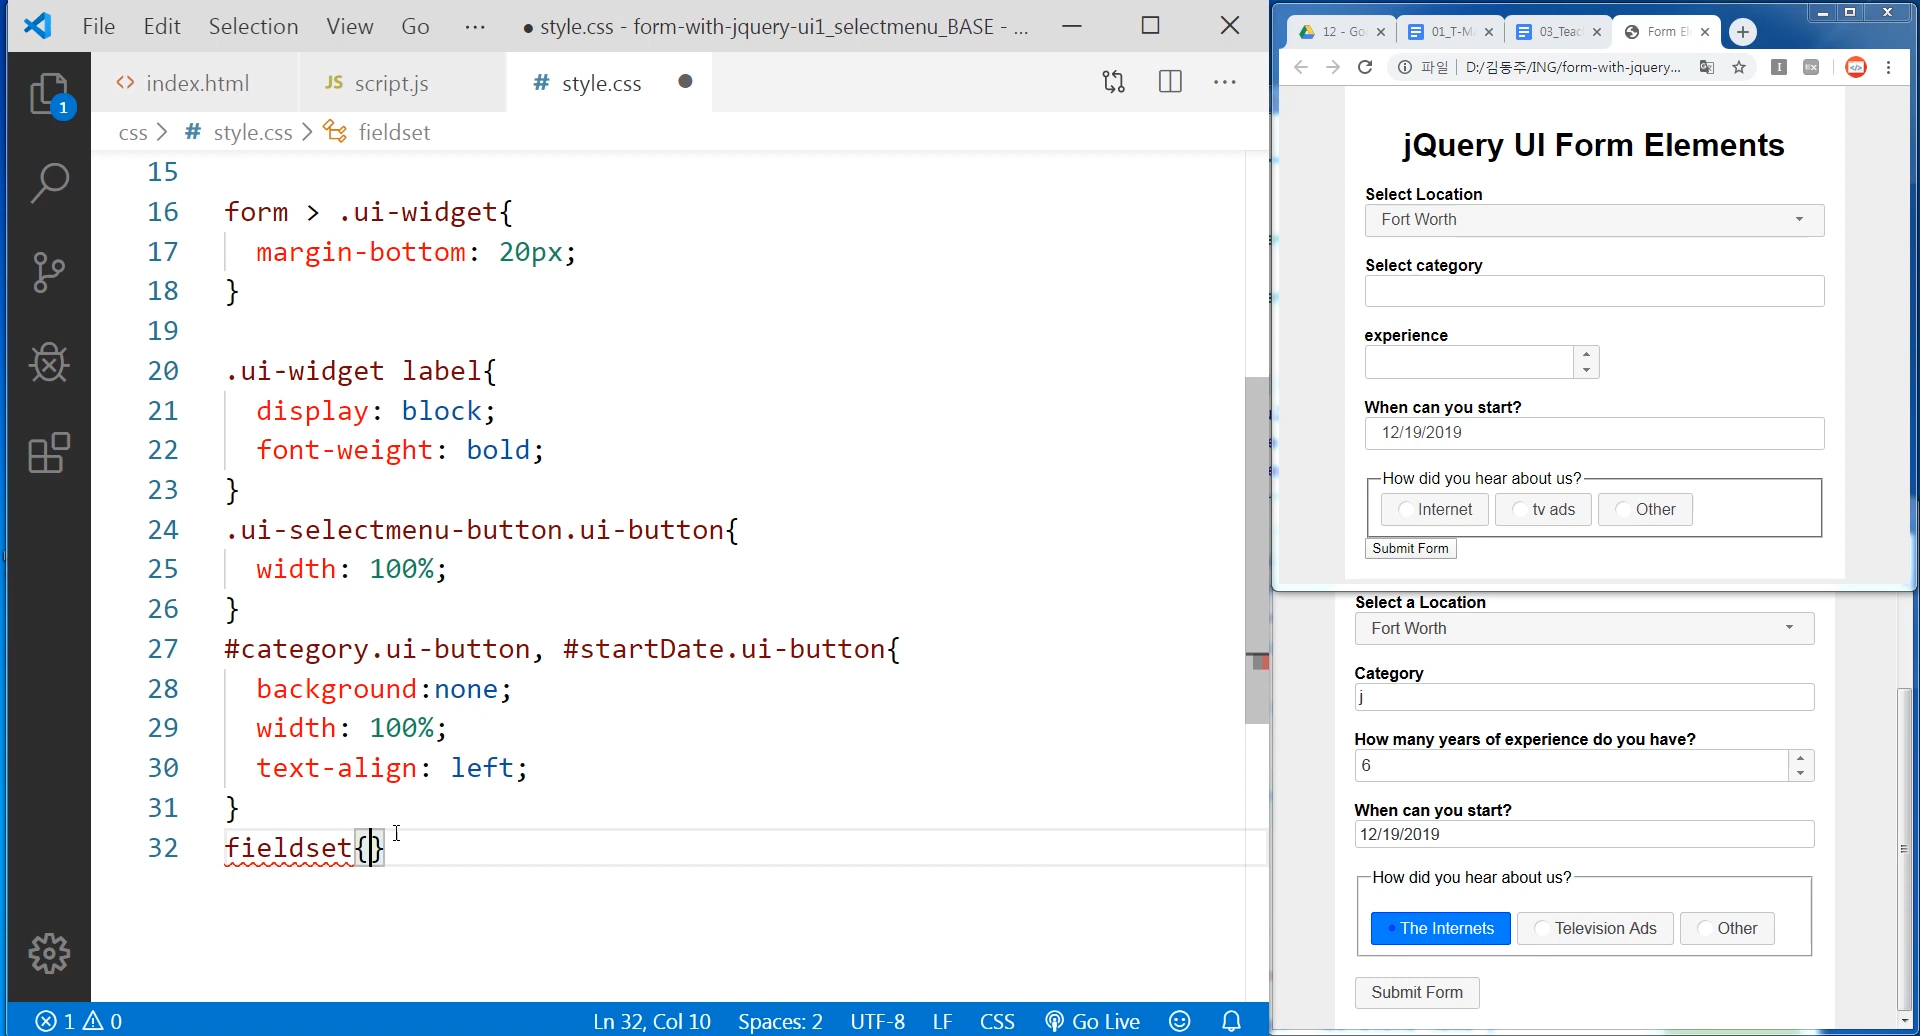 File Edit Selection View Go ··· ● style.css - form-with-jquery-ui1_selectmenu_BASE - ...
<> index.html JS script.js # style.css ●
css > # style.css > fieldset
1
15
16 form > .ui-widget{
17 margin-bottom: 20px;
18 }
19
20 .ui-widget label{
21 display: block;
22 font-weight: bold;
23 }
24 .ui-selectmenu-button.ui-button{
25 width: 100%;
26 }
27 #category.ui-button, #startDate.ui-button{
28 background:none;
29 width: 100%;
30 text-align: left;
31 }
32 fieldset{}
1 0 Ln 32, Col 10 Spaces: 2 UTF-8 LF CSS Go Live
12 - Go 01_T-M 03_Teac Form El
파일 D:/김동주/ING/form-with-jquery...
jQuery UI Form Elements
Select Location
Fort Worth
Select category
experience
When can you start?
12/19/2019
How did you hear about us?
Internet tv ads Other
Submit Form
Select a Location
Fort Worth
Category
j
How many years of experience do you have?
6
When can you start?
12/19/2019
How did you hear about us?
The Internets Television Ads Other
Submit Form